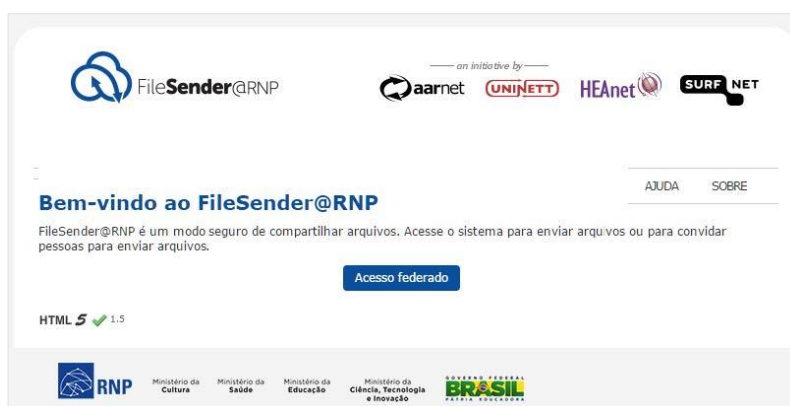 FileSender@RNP
an initiative by
aarnet UNINETT HEAnet SURF NET
AJUDA SOBRE
Bem-vindo ao FileSender@RNP
FileSender@RNP é um modo seguro de compartilhar arquivos. Acesse o sistema para enviar arquivos ou para convidar
pessoas para enviar arquivos.
Acesso federado
HTML 5 1.5
RNP
Ministério da
Cultura
Ministério da
Saúde
Ministério da
Educação
Ministério da
Ciência, Tecnologia
e Inovação
GOVERNO FEDERAL
BRASIL
PÁTRIA EDUCADORA